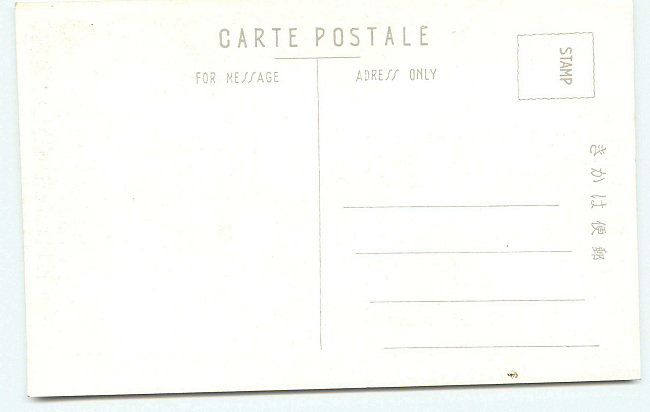 CARTE POSTALE
FOR MESSAGE
ADRESS ONLY
STAMP
郵便はかき